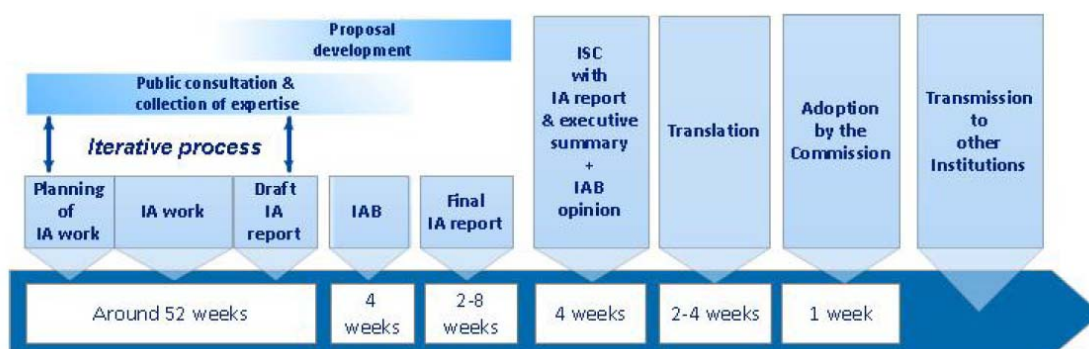 Proposal
development
Public consultation &
collection of expertise
Iterative process
Planning
of
IA work
IA work
Draft
IA
report
IAB
Final
IA report
ISC
with
IA report
& executive
summary
+
IAB
opinion
Translation
Adoption
by the
Commission
Transmission
to
other
Institutions
Around 52 weeks
4
weeks
2-8
weeks
4 weeks
2-4 weeks
1 week